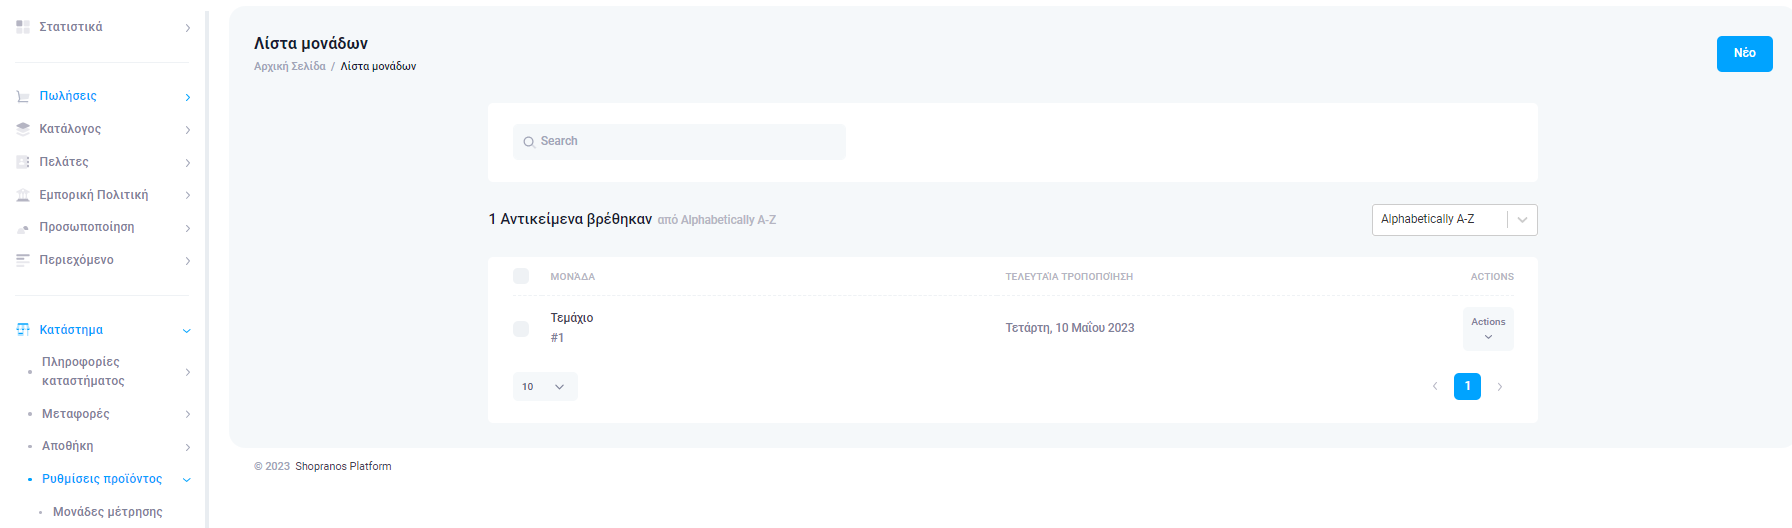 Στατιστικά
Πωλήσεις
Κατάλογος
Πελάτες
Εμπορική Πολιτική
Προσωποποίηση
Περιεχόμενο
Κατάστημα
Πληροφορίες
καταστήματος
Μεταφορές
Αποθήκη
Ρυθμίσεις προϊόντος
Μονάδες μέτρησης
Λίστα μονάδων
Αρχική Σελίδα / Λίστα μονάδων
Νέο
Search
1 Αντικείμενα βρέθηκαν από Alphabetically A-Z
Alphabetically A-Z
ΜΟΝΆΔΑ ΤΕΛΕΥΤΑΊΑ ΤΡΟΠΟΠΟΊΗΣΗ ACTIONS
Τεμάχιο
#1
Τετάρτη, 10 Μαΐου 2023
Actions
10
1
© 2023 Shopranos Platform